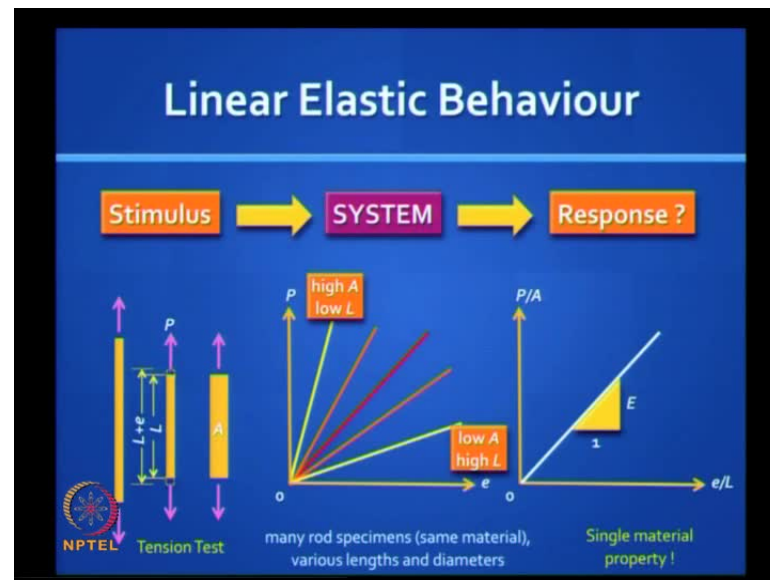 Linear Elastic Behaviour
Stimulus
SYSTEM
Response ?
P
L+e
L
A
P
high A
low L
low A
high L
e
o
P/A
E
1
e/L
o
NPTEL
Tension Test
many rod specimens (same material),
various lengths and diameters
Single material
property !